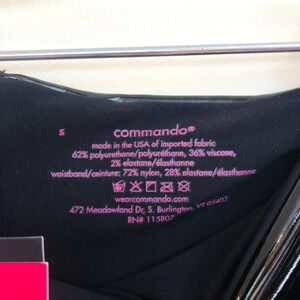 S
commando®
made in the USA of imported fabric
62% polyurethane/polyuréthane, 36% viscose,
2% elastane/élasthanne
waistband/ceinture: 72% nylon, 28% elastane/élasthanne
wearcommando.com
472 Meadowland Dr, S. Burlington, VT 05403
RN# 115807